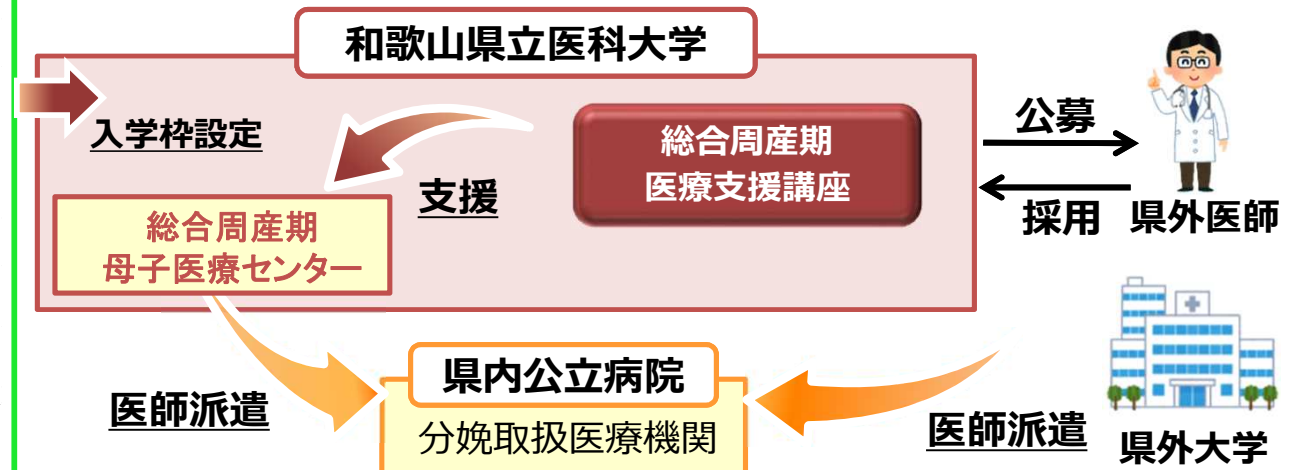 和歌山県立医科大学
入学枠設定
支援
総合周産期
医療支援講座
公募
採用
県外医師
総合周産期
母子医療センター
医師派遣
県内公立病院
分娩取扱医療機関
医師派遣
県外大学